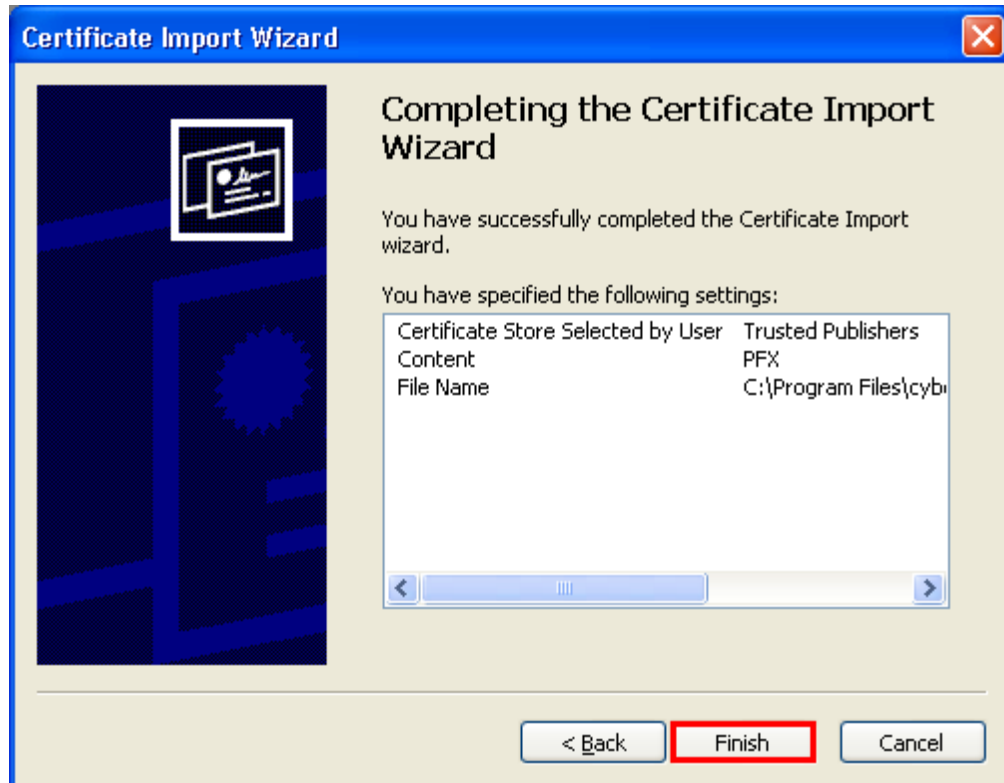 Certificate Import Wizard
Completing the Certificate Import
Wizard
You have successfully completed the Certificate Import
wizard.
You have specified the following settings:
Certificate Store Selected by User Trusted Publishers
Content PFX
File Name C:\Program Files\cyb
< Back Finish Cancel